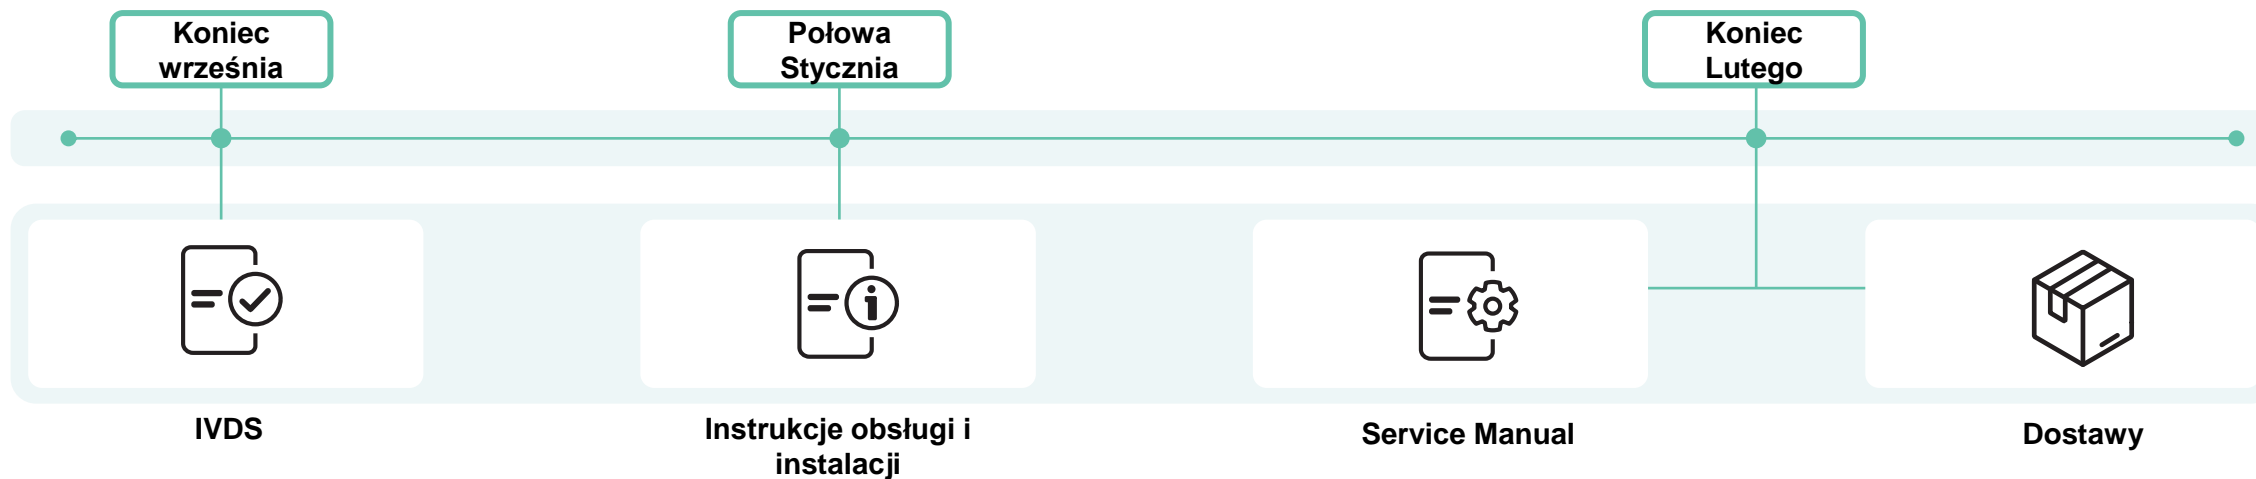 Koniec
września
Połowa
Stycznia
Koniec
Lutego
IVDS
Instrukcje obsługi i
instalacji
Service Manual
Dostawy